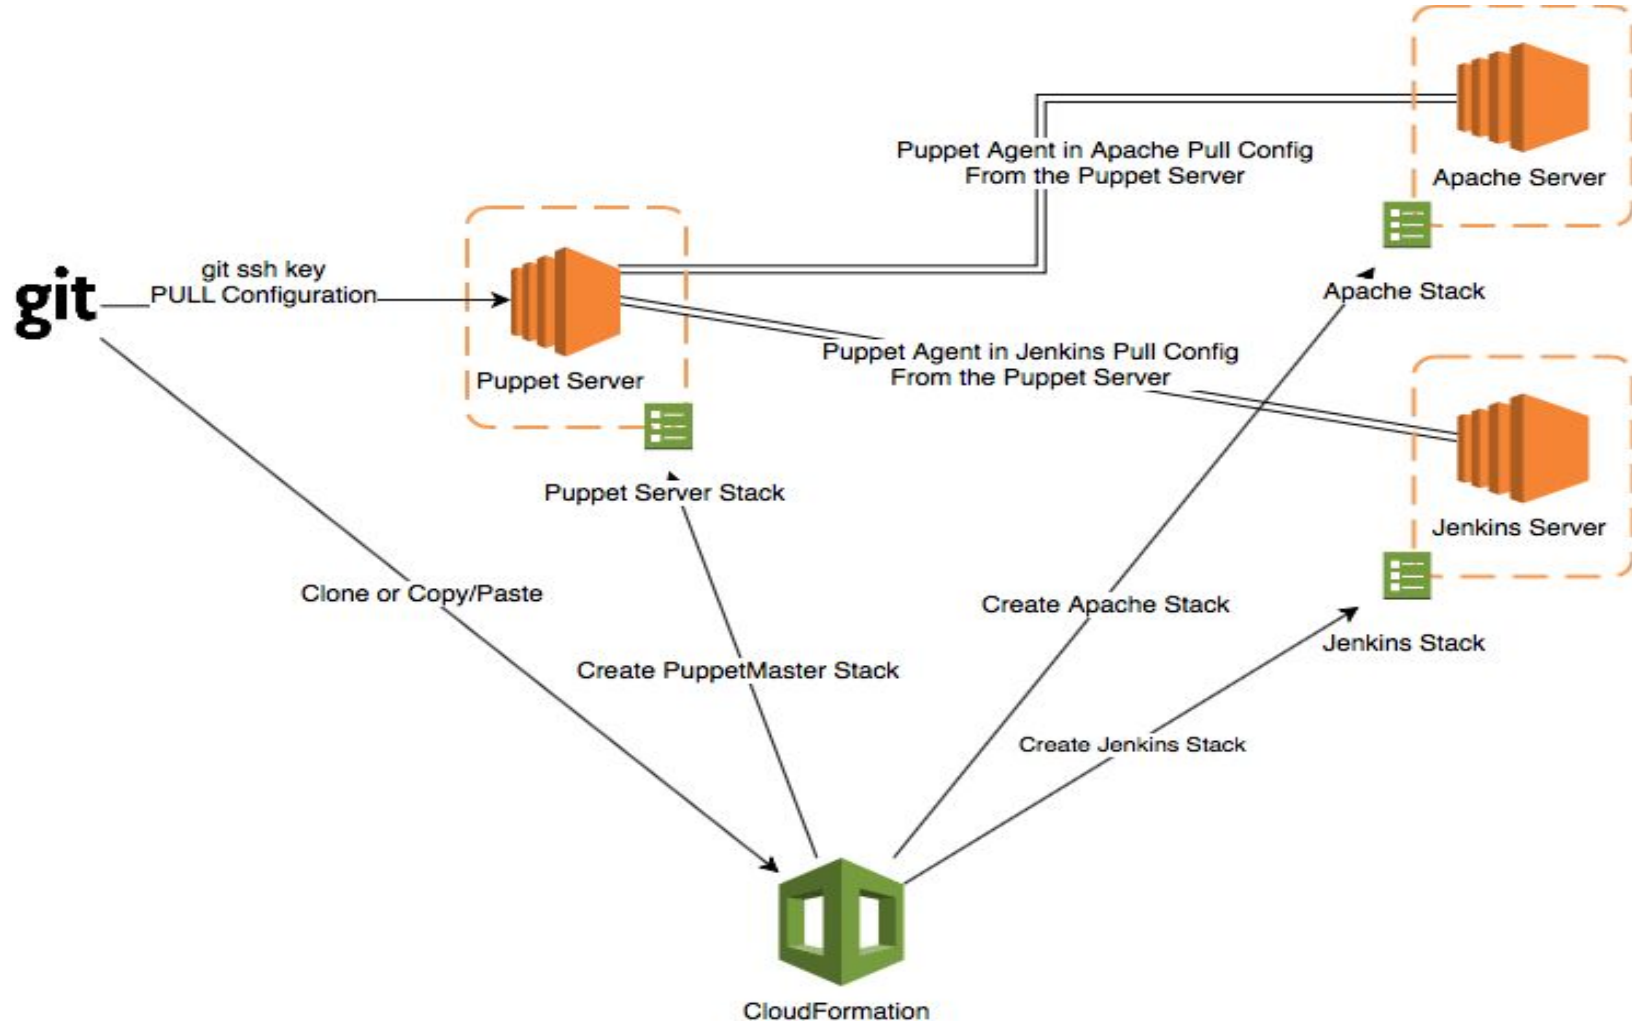 Puppet Agent in Apache Pull Config
From the Puppet Server
Apache Server
git
git ssh key
PULL Configuration
Apache Stack
Puppet Server
Puppet Agent in Jenkins Pull Config
From the Puppet Server
Puppet Server Stack
Jenkins Server
Clone or Copy/Paste
Create Apache Stack
Jenkins Stack
Create PuppetMaster Stack
Create Jenkins Stack
CloudFormation